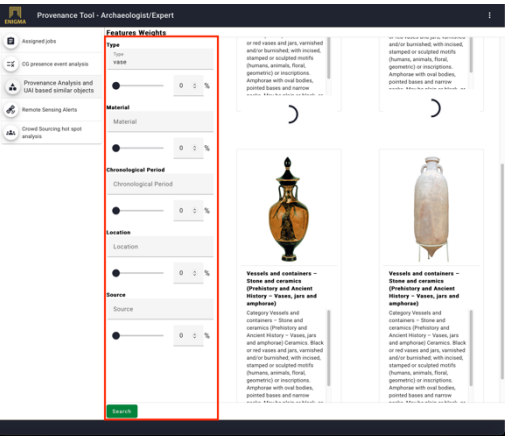 ENIGMA
Provenance Tool - Archaeologist/Expert
Assigned jobs
CG presence event analysis
Provenance Analysis and
UAI based similar objects
Remote Sensing Alerts
Crowd Sourcing hot spot
analysis
Features Weights
Type
Type
vase
0 %
Material
Material
0 %
Chronological Period
Chronological Period
0 %
Location
Location
0 %
Source
Source
0 %
Search
or red vases and jars, varnished
and/or burnished, with incised,
stamped or sculpted motifs
(humans, animals, floral,
geometric) or inscriptions.
Amphorae with oval bodies,
pointed bases and narrow
or red vases and jars, varnished
and/or burnished, with incised,
stamped or sculpted motifs
(humans, animals, floral,
geometric) or inscriptions.
Amphorae with oval bodies,
pointed bases and narrow
Vessels and containers –
Stone and ceramics
(Prehistory and Ancient
History – Vases, jars and
amphorae)
Category Vessels and
containers – Stone and
ceramics (Prehistory and
Ancient History – Vases, jars
and amphorae) Ceramics. Black
or red vases and jars, varnished
and/or burnished, with incised,
stamped or sculpted motifs
(humans, animals, floral,
geometric) or inscriptions.
Amphorae with oval bodies,
pointed bases and narrow
Vessels and containers –
Stone and ceramics
(Prehistory and Ancient
History – Vases, jars and
amphorae)
Category Vessels and
containers – Stone and
ceramics (Prehistory and
Ancient History – Vases, jars
and amphorae) Ceramics. Black
or red vases and jars, varnished
and/or burnished, with incised,
stamped or sculpted motifs
(humans, animals, floral,
geometric) or inscriptions.
Amphorae with oval bodies,
pointed bases and narrow